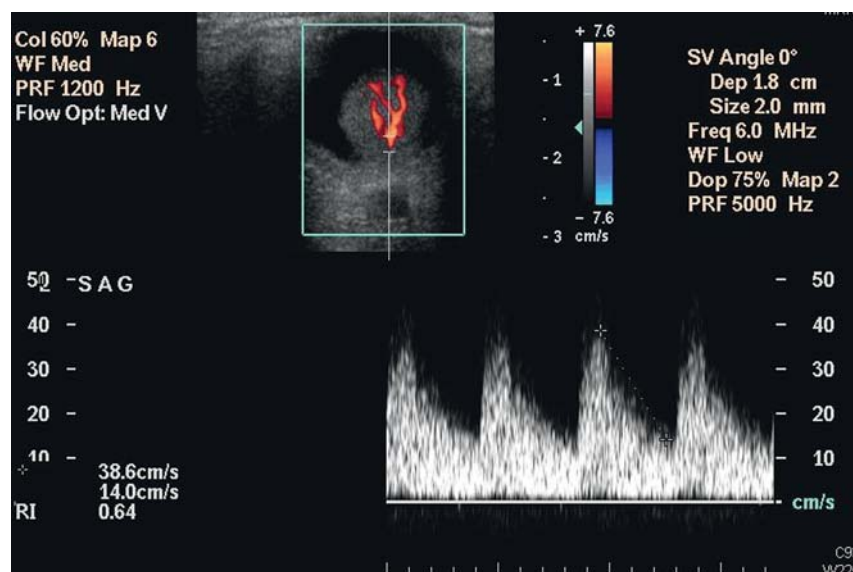 Col 60% Map 6
WF Med
PRF 1200 Hz
Flow Opt: Med V
+ 7.6
- 1
- 2
- 3
- 7.6
cm/s
SV Angle 0°
Dep 1.8 cm
Size 2.0 mm
Freq 6.0 MHz
WF Low
Dop 75% Map 2
PRF 5000 Hz
SAG
50
40
30
20
10
50
40
30
20
10
cm/s
38.6cm/s
14.0cm/s
RI 0.64
C9